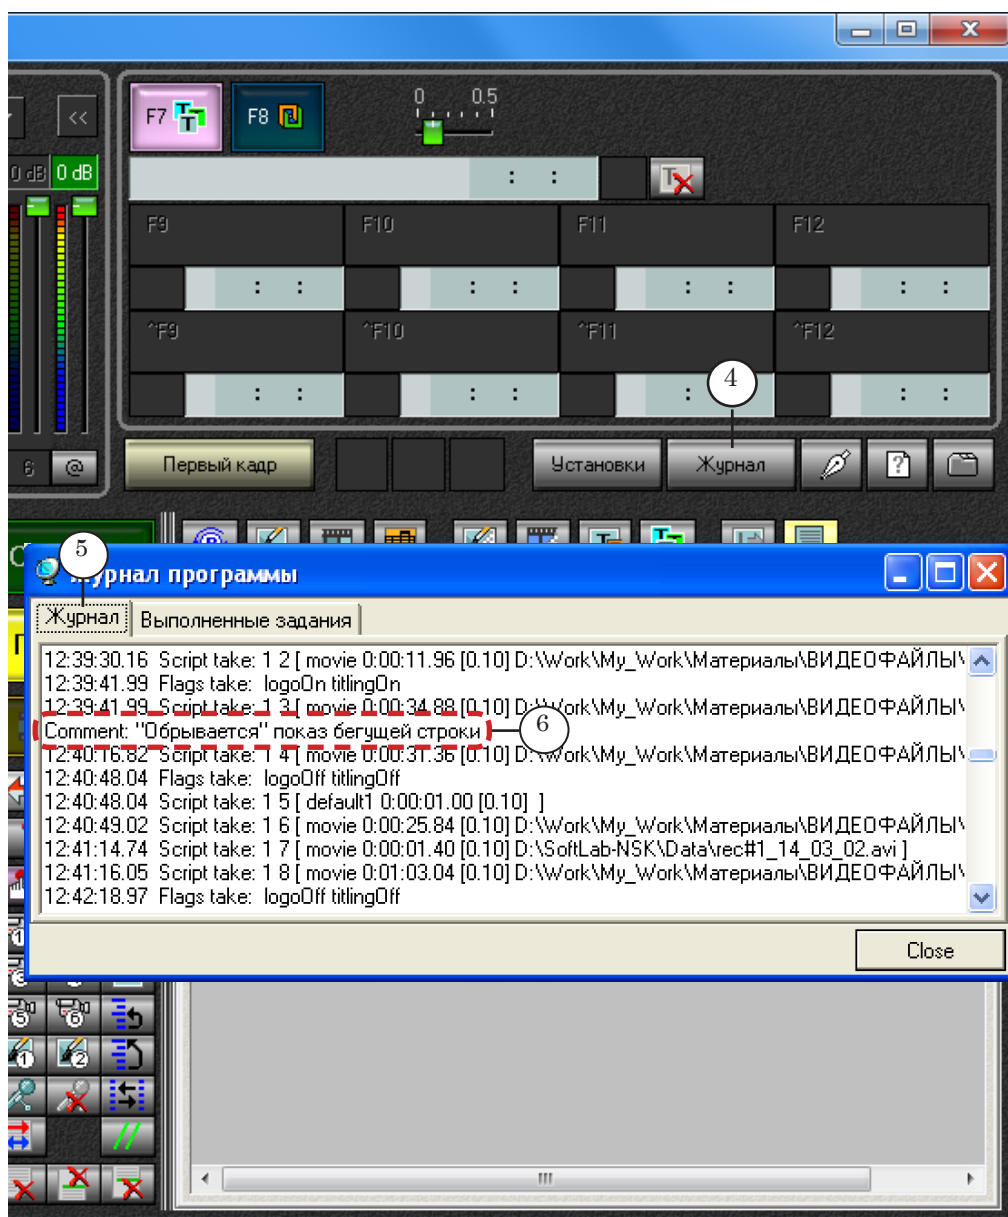 0 0.5
F7 F8
<<
0 dB 0 dB
: :
F9 F10 F11 F12
: : : : : : : :
^F9 ^F10 ^F11 ^F12
4
: : : : : : :
6 @ Первый кадр Установки Журнал ?
5
Журнал программы
Журнал Выполненные задания
12:39:30.16 Script take: 1 2 [ movie 0:00:11.96 [0.10] D:\Work\My_Work\Материалы\ВИДЕОФАЙЛЫ\
12:39:41.99 Flags take: logoOn titlingOn
12:39:41.99 Script take: 1 3 [ movie 0:00:34.88 [0.10] D:\Work\My_Work\Материалы\ВИДЕОФАЙЛЫ\
Comment: "Обрывается" показ бегущей строки 6
12:40:16.82 Script take: 1 4 [ movie 0:00:31.36 [0.10] D:\Work\My_Work\Материалы\ВИДЕОФАЙЛЫ\
12:40:48.04 Flags take: logoOff titlingOff
12:40:48.04 Script take: 1 5 [ default1 0:00:01.00 [0.10] ]
12:40:49.02 Script take: 1 6 [ movie 0:00:25.84 [0.10] D:\Work\My_Work\Материалы\ВИДЕОФАЙЛЫ\
12:41:14.74 Script take: 1 7 [ movie 0:00:01.40 [0.10] D:\SoftLab-NSK\Data\rec#1_14_03_02.avi ]
12:41:16.05 Script take: 1 8 [ movie 0:01:03.04 [0.10] D:\Work\My_Work\Материалы\ВИДЕОФАЙЛЫ\
12:42:18.97 Flags take: logoOff titlingOff
Close
5 6
1 2